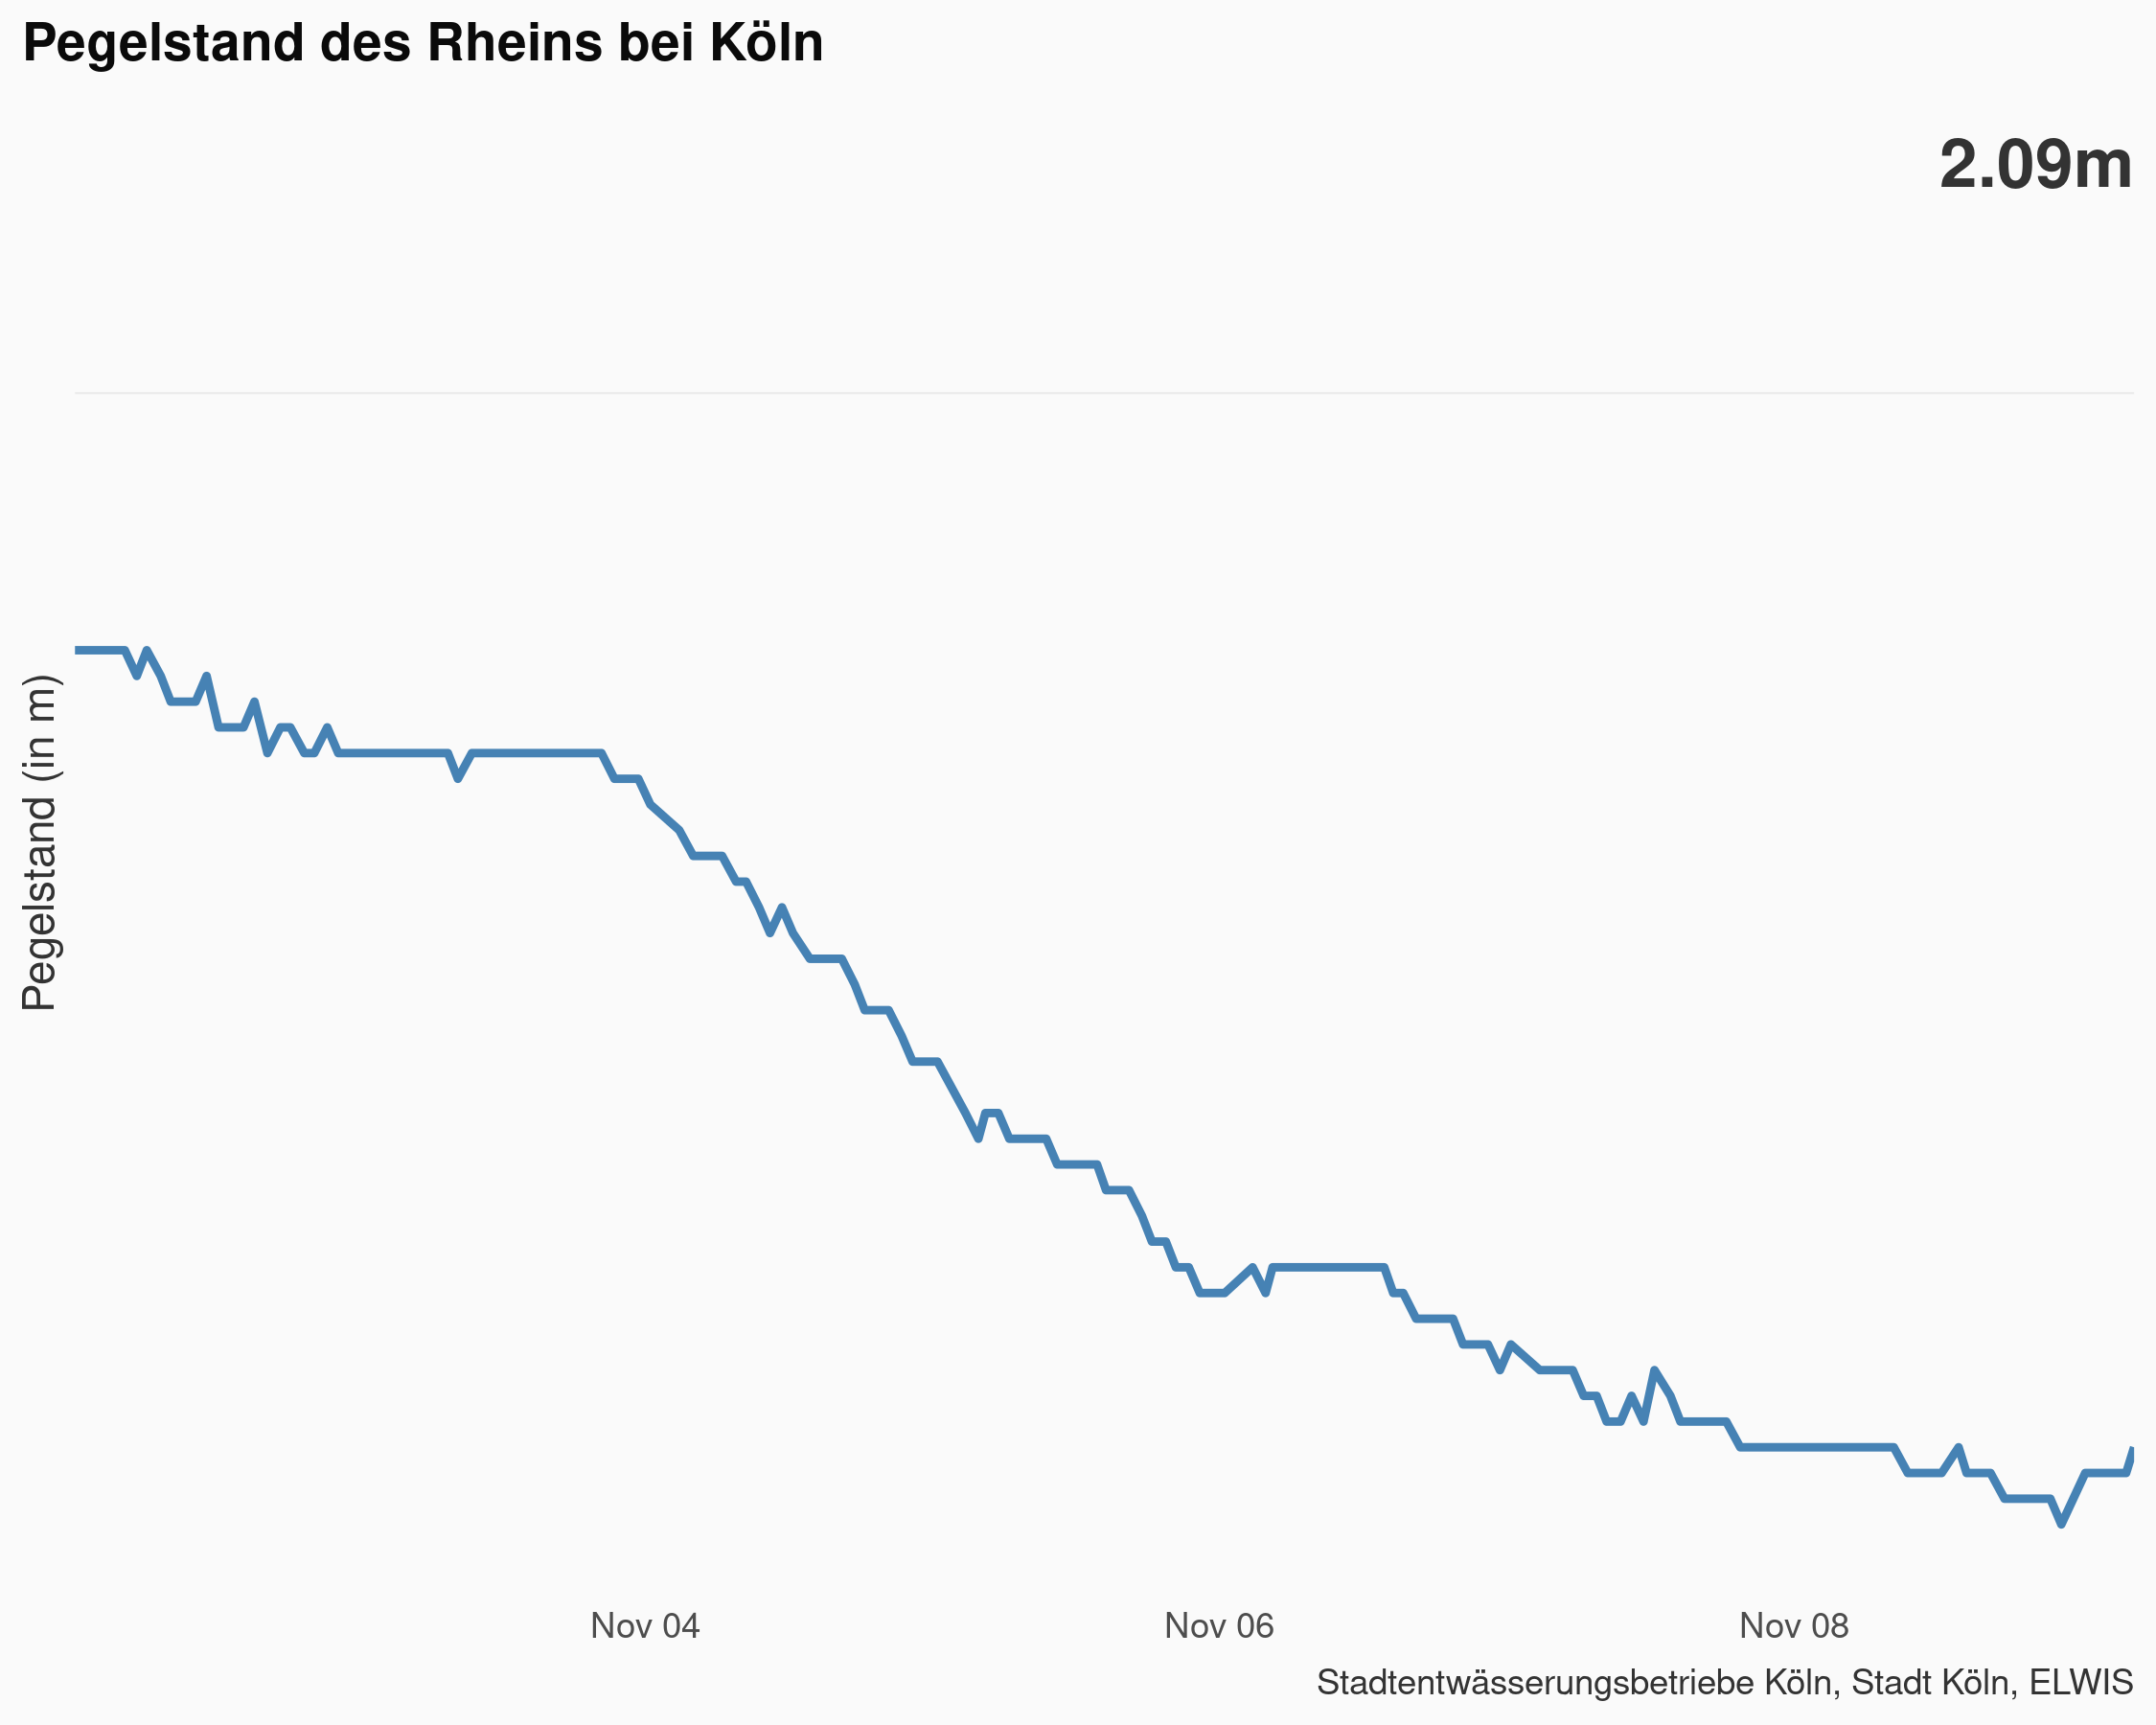 Pegelstand des Rheins bei Köln
2.09m
Pegelstand (in m)
Nov 04
Nov 06
Nov 08
Stadtentwässerungsbetriebe Köln, Stadt Köln, ELWIS